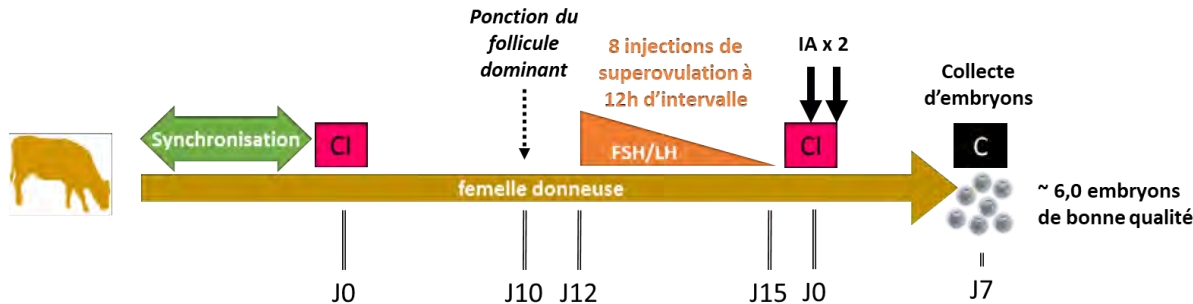 Ponction du
follicule
dominant
8 injections de
superovulation à
12h d’intervalle
IA x 2
Collecte
d’embryons
Synchronisation
CI
FSH/LH
CI
C
femelle donneuse
~ 6,0 embryons
de bonne qualité
J0
J10
J12
J15
J0
J7